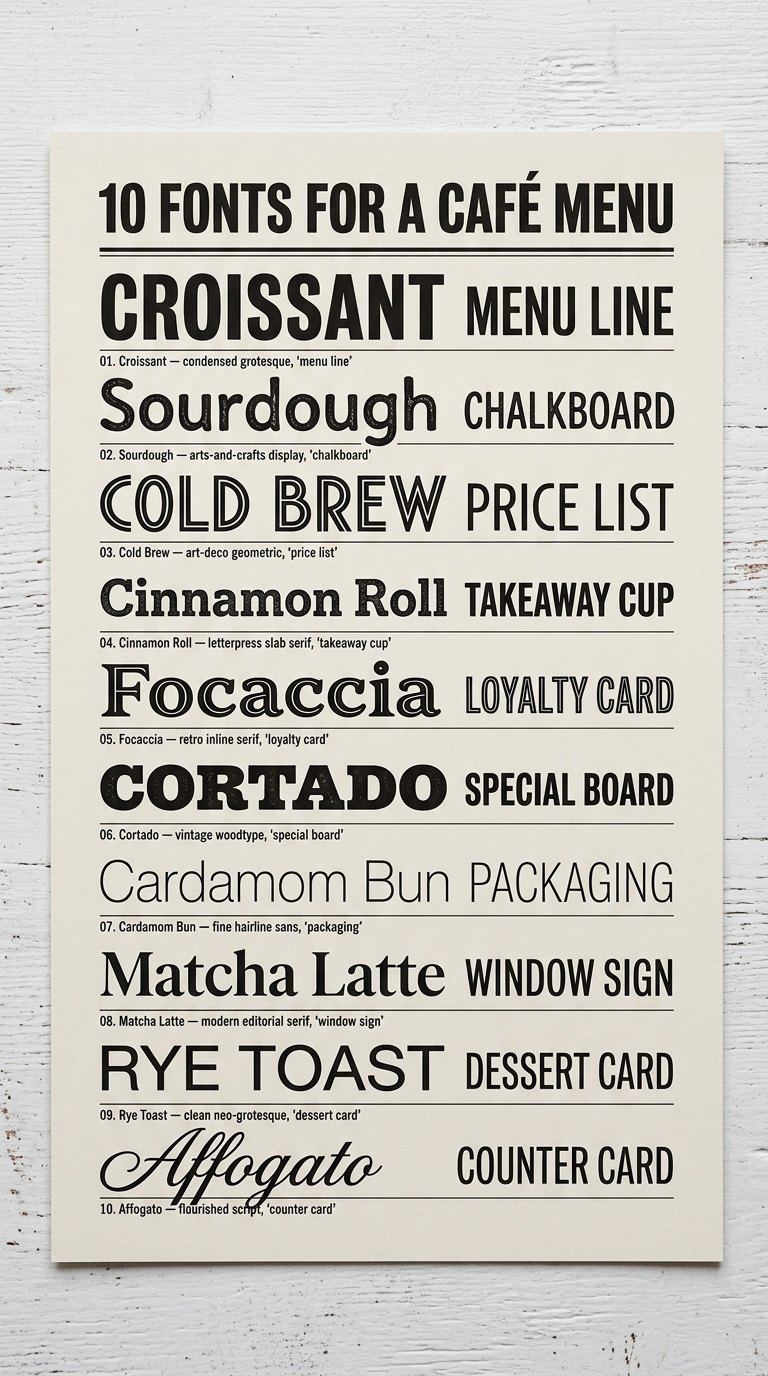 10 FONTS FOR A CAFÉ MENU
CROISSANT MENU LINE
01. Croissant — condensed grotesque, ‘menu line’
Sourdough CHALKBOARD
02. Sourdough — arts-and-crafts display, ‘chalkboard’
COLD BREW PRICE LIST
03. Cold Brew — art-deco geometric, ‘price list’
Cinnamon Roll TAKEAWAY CUP
04. Cinnamon Roll — letterpress slab serif, ‘takeaway cup’
Focaccia LOYALTY CARD
05. Focaccia — retro inline serif, ‘loyalty card’
CORTADO SPECIAL BOARD
06. Cortado — vintage woodtype, ‘special board’
Cardamom Bun PACKAGING
07. Cardamom Bun — fine hairline sans, ‘packaging’
Matcha Latte WINDOW SIGN
08. Matcha Latte — modern editorial serif, ‘window sign’
RYE TOAST DESSERT CARD
09. Rye Toast — clean neo-grotesque, ‘dessert card’
Affogato COUNTER CARD
10. Affogato — flourished script, ‘counter card’